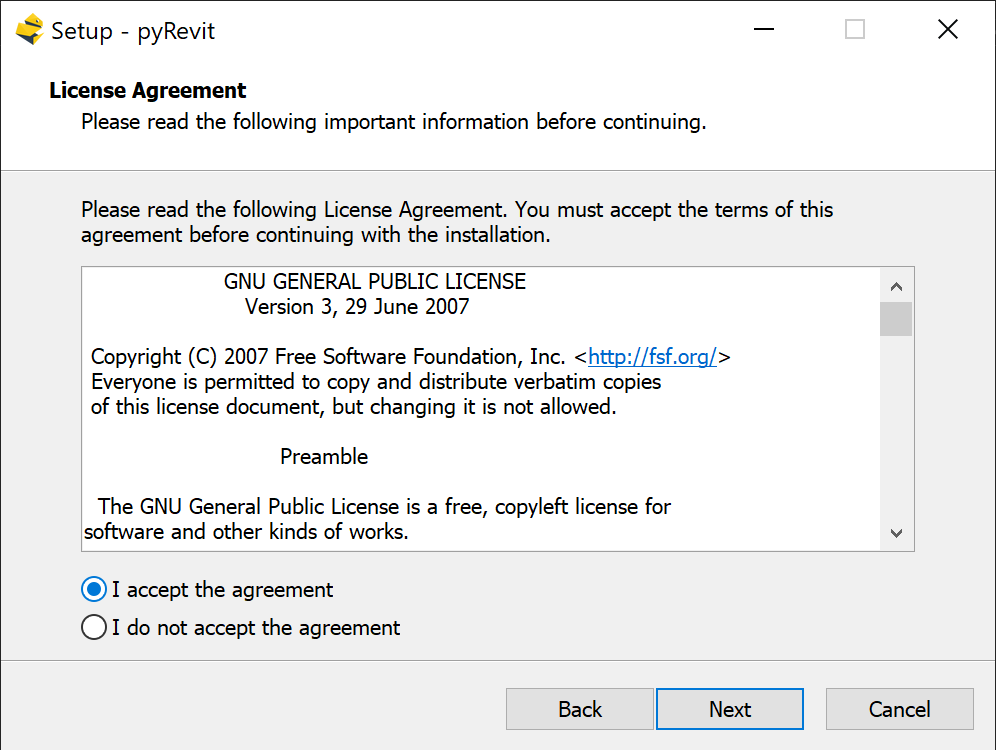 Setup - pyRevit
License Agreement
Please read the following important information before continuing.
Please read the following License Agreement. You must accept the terms of this
agreement before continuing with the installation.
GNU GENERAL PUBLIC LICENSE
Version 3, 29 June 2007
Copyright (C) 2007 Free Software Foundation, Inc. <http://fsf.org/>
Everyone is permitted to copy and distribute verbatim copies
of this license document, but changing it is not allowed.
Preamble
The GNU General Public License is a free, copyleft license for
software and other kinds of works.
I accept the agreement
I do not accept the agreement
Back Next Cancel